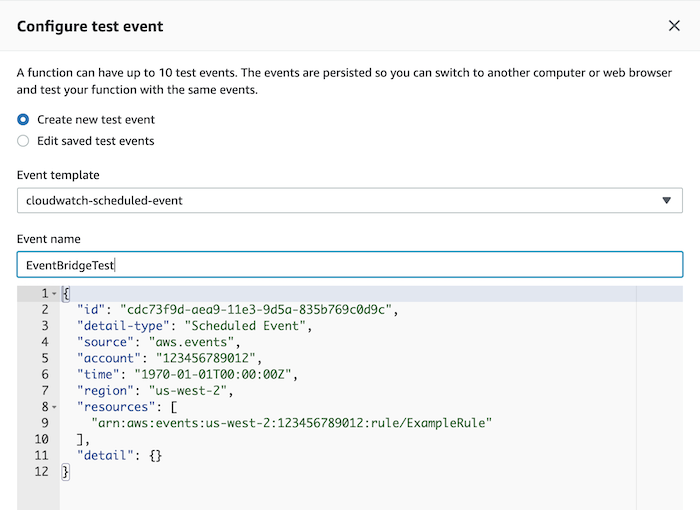 Configure test event
A function can have up to 10 test events. The events are persisted so you can switch to another computer or web browser
and test your function with the same events.
Create new test event
Edit saved test events
Event template
cloudwatch-scheduled-event
Event name
EventBridgeTest
1 {
2 "id": "cdc73f9d-aea9-11e3-9d5a-835b769c0d9c",
3 "detail-type": "Scheduled Event",
4 "source": "aws.events",
5 "account": "123456789012",
6 "time": "1970-01-01T00:00:00Z",
7 "region": "us-west-2",
8 "resources": [
9 "arn:aws:events:us-west-2:123456789012:rule/ExampleRule"
10 ],
11 "detail": {}
12 }